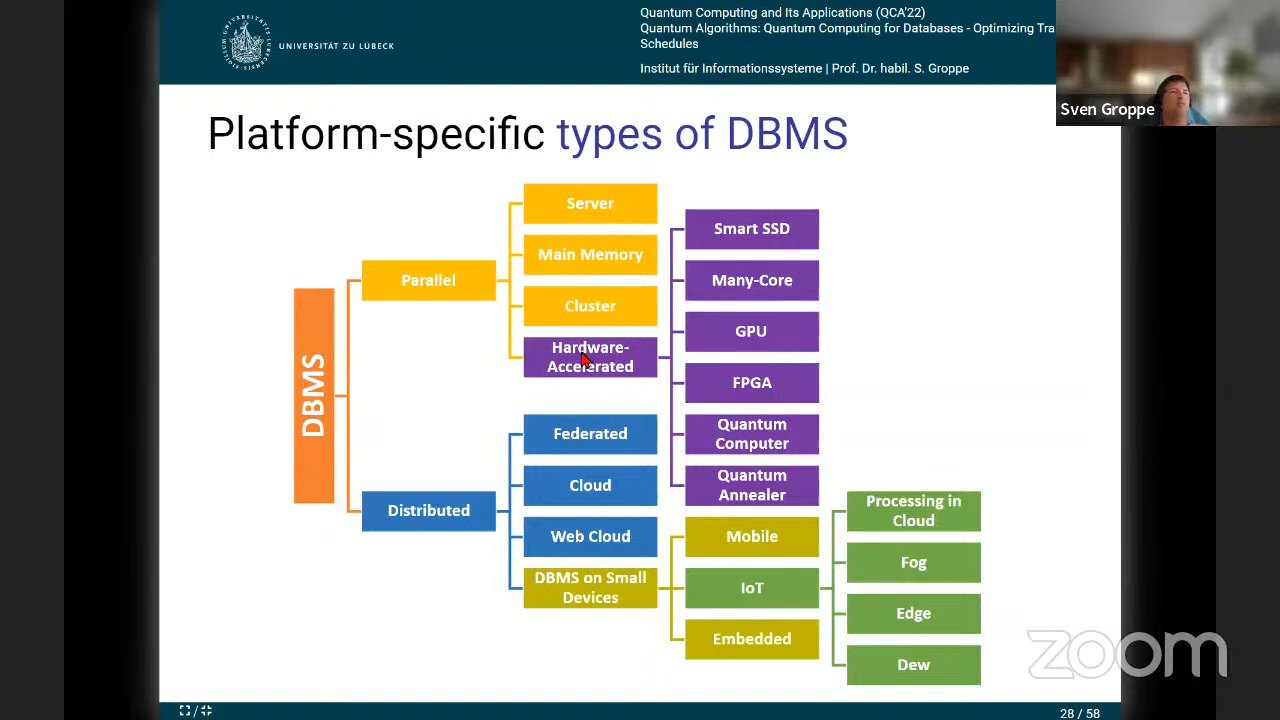 UNIVERSITÄT ZU LÜBECK
Quantum Computing and Its Applications (QCA'22)
Quantum Algorithms: Quantum Computing for Databases - Optimizing Tra
Schedules
Institut für Informationssysteme | Prof. Dr. habil. S. Groppe
Sven Groppe
Platform-specific types of DBMS
DBMS
Parallel
Server
Main Memory
Cluster
Hardware-
Accelerated
Smart SSD
Many-Core
GPU
FPGA
Quantum
Computer
Quantum
Annealer
Distributed
Federated
Cloud
Web Cloud
DBMS on Small
Devices
Mobile
IoT
Embedded
Processing in
Cloud
Fog
Edge
Dew
zoom
28 / 58